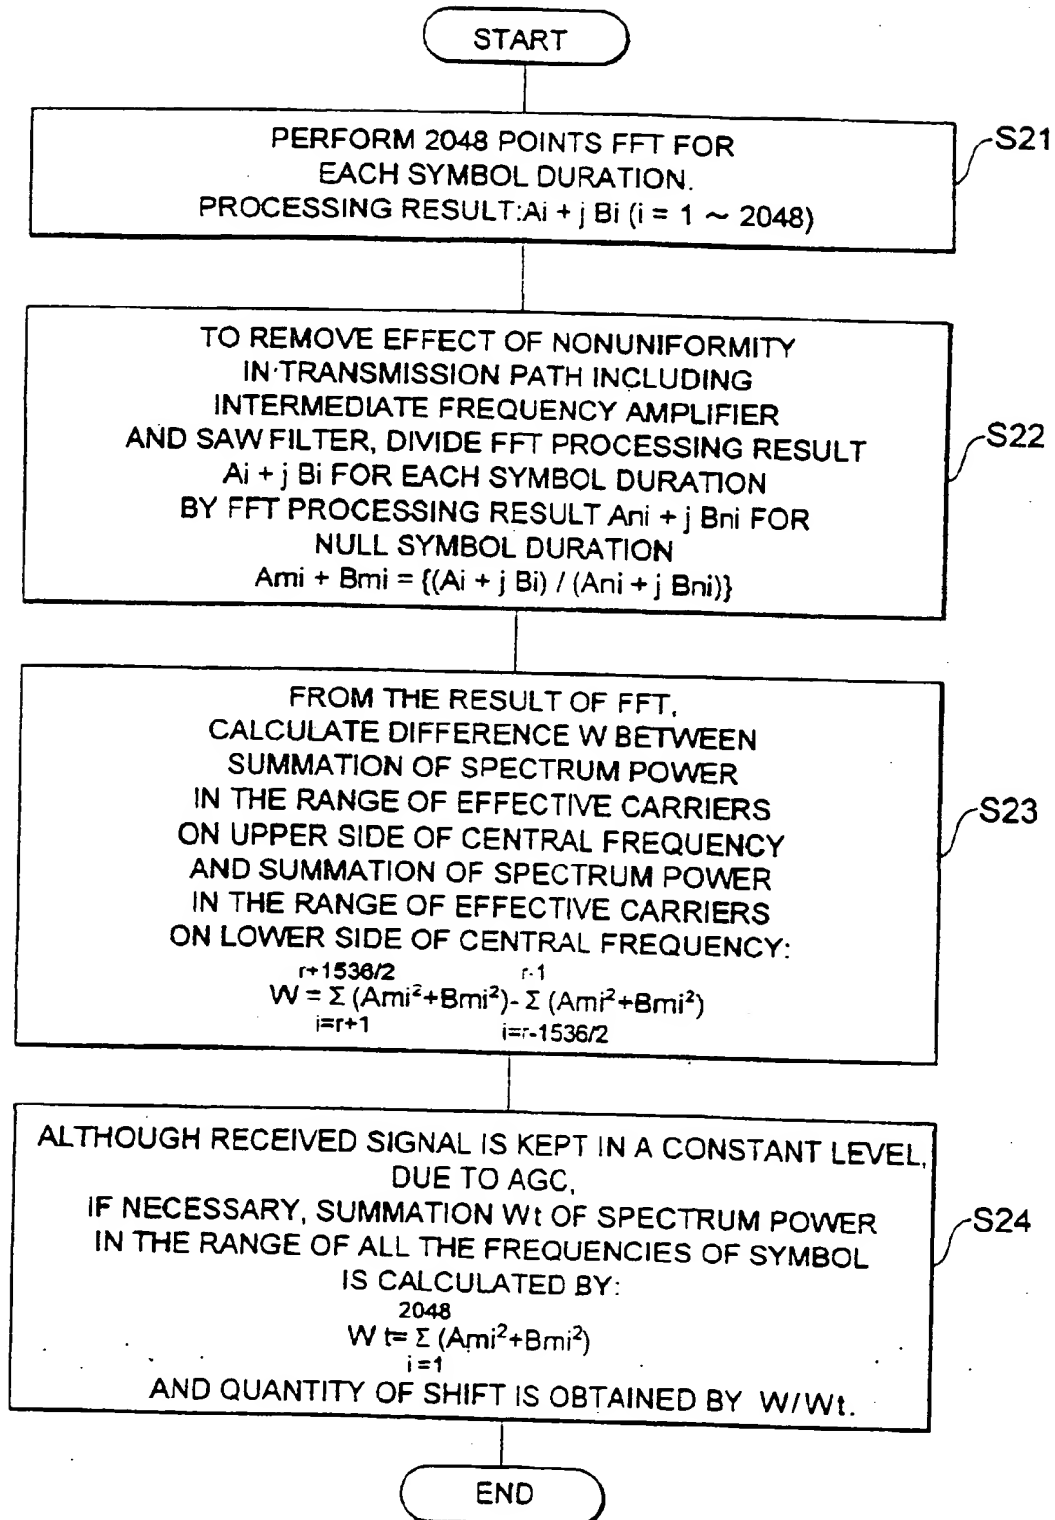 START
PERFORM 2048 POINTS FFT FOR
EACH SYMBOL DURATION.
PROCESSING RESULT:Ai + j Bi (i = 1 ~ 2048)
S21
TO REMOVE EFFECT OF NONUNIFORMITY
IN TRANSMISSION PATH INCLUDING
INTERMEDIATE FREQUENCY AMPLIFIER
AND SAW FILTER, DIVIDE FFT PROCESSING RESULT
Ai + j Bi FOR EACH SYMBOL DURATION
BY FFT PROCESSING RESULT Ani + j Bni FOR
NULL SYMBOL DURATION
Ami + Bmi = {(Ai + j Bi) / (Ani + j Bni)}
S22
FROM THE RESULT OF FFT,
CALCULATE DIFFERENCE W BETWEEN
SUMMATION OF SPECTRUM POWER
IN THE RANGE OF EFFECTIVE CARRIERS
ON UPPER SIDE OF CENTRAL FREQUENCY
AND SUMMATION OF SPECTRUM POWER
IN THE RANGE OF EFFECTIVE CARRIERS
ON LOWER SIDE OF CENTRAL FREQUENCY:
r+1536/2 r-1
W = Σ (Ami²+Bmi²)- Σ (Ami²+Bmi²)
i=r+1 i=r-1536/2
S23
ALTHOUGH RECEIVED SIGNAL IS KEPT IN A CONSTANT LEVEL,
DUE TO AGC,
IF NECESSARY, SUMMATION Wt OF SPECTRUM POWER
IN THE RANGE OF ALL THE FREQUENCIES OF SYMBOL
IS CALCULATED BY:
2048
W t= Σ (Ami²+Bmi²)
i=1
AND QUANTITY OF SHIFT IS OBTAINED BY W/Wt.
S24
END